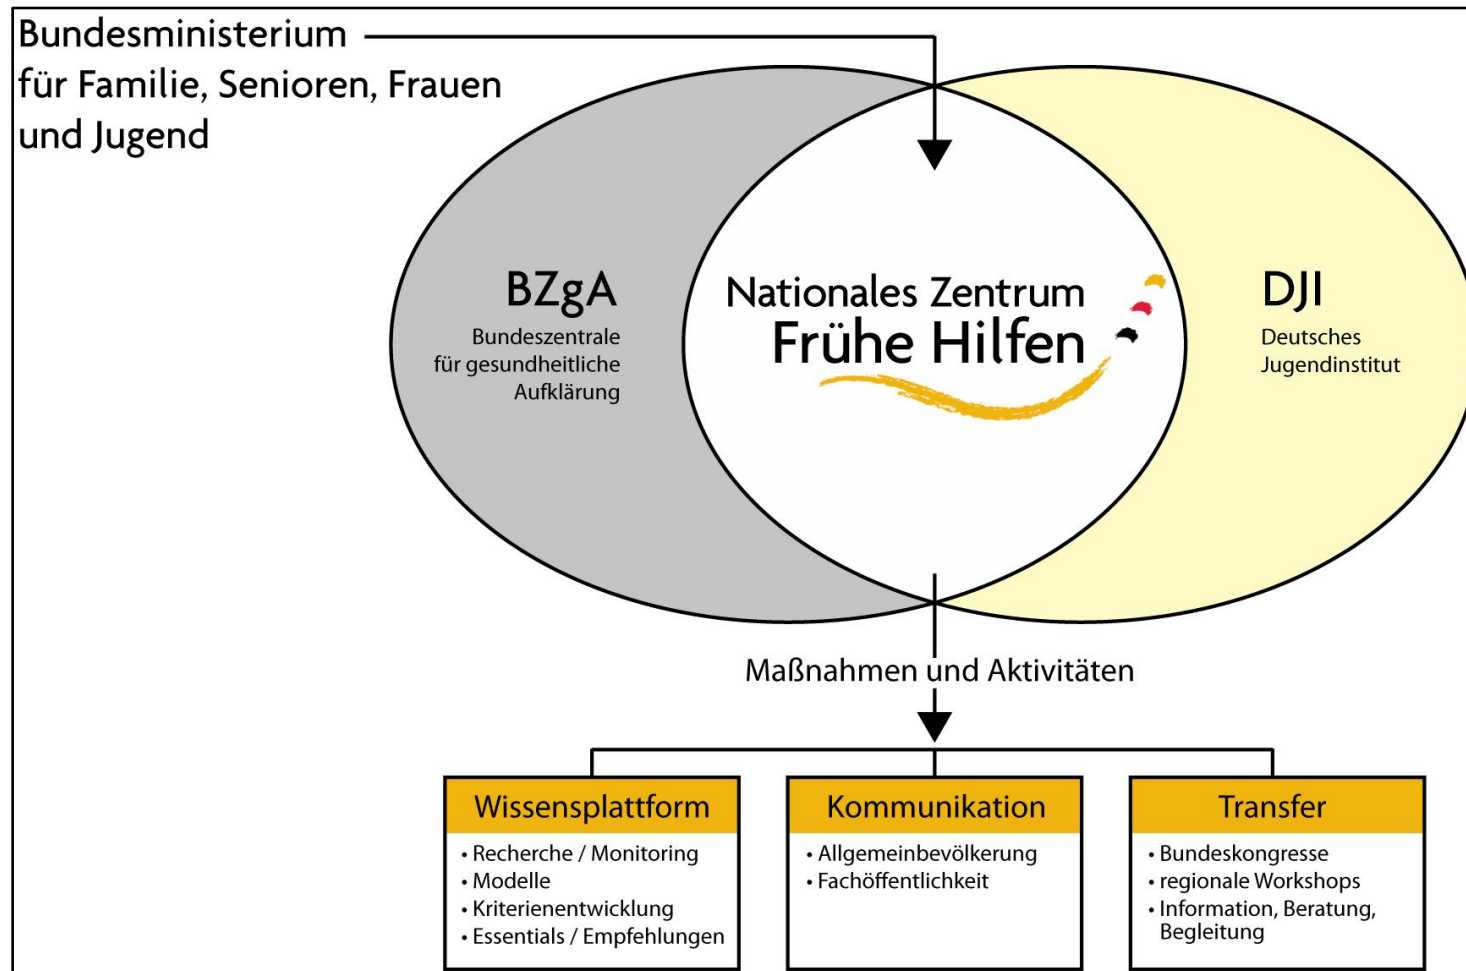 Bundesministerium
für Familie, Senioren, Frauen
und Jugend
BZgA
Bundeszentrale
für gesundheitliche
Aufklärung
Nationales Zentrum
Frühe Hilfen
DJI
Deutsches
Jugendinstitut
Maßnahmen und Aktivitäten
Wissensplattform
• Recherche / Monitoring
• Modelle
• Kriterienentwicklung
• Essentials / Empfehlungen
Kommunikation
• Allgemeinbevölkerung
• Fachöffentlichkeit
Transfer
• Bundeskongresse
• regionale Workshops
• Information, Beratung,
Begleitung